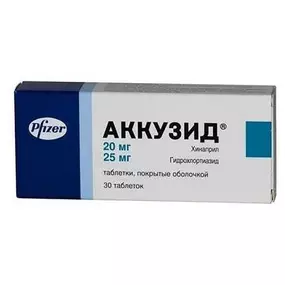 Pfizer
АККУЗИД®
20 мг
Хинаприл
25 мг
Гидрохлортиазид
таблетки, покрытые оболочкой
30 таблеток